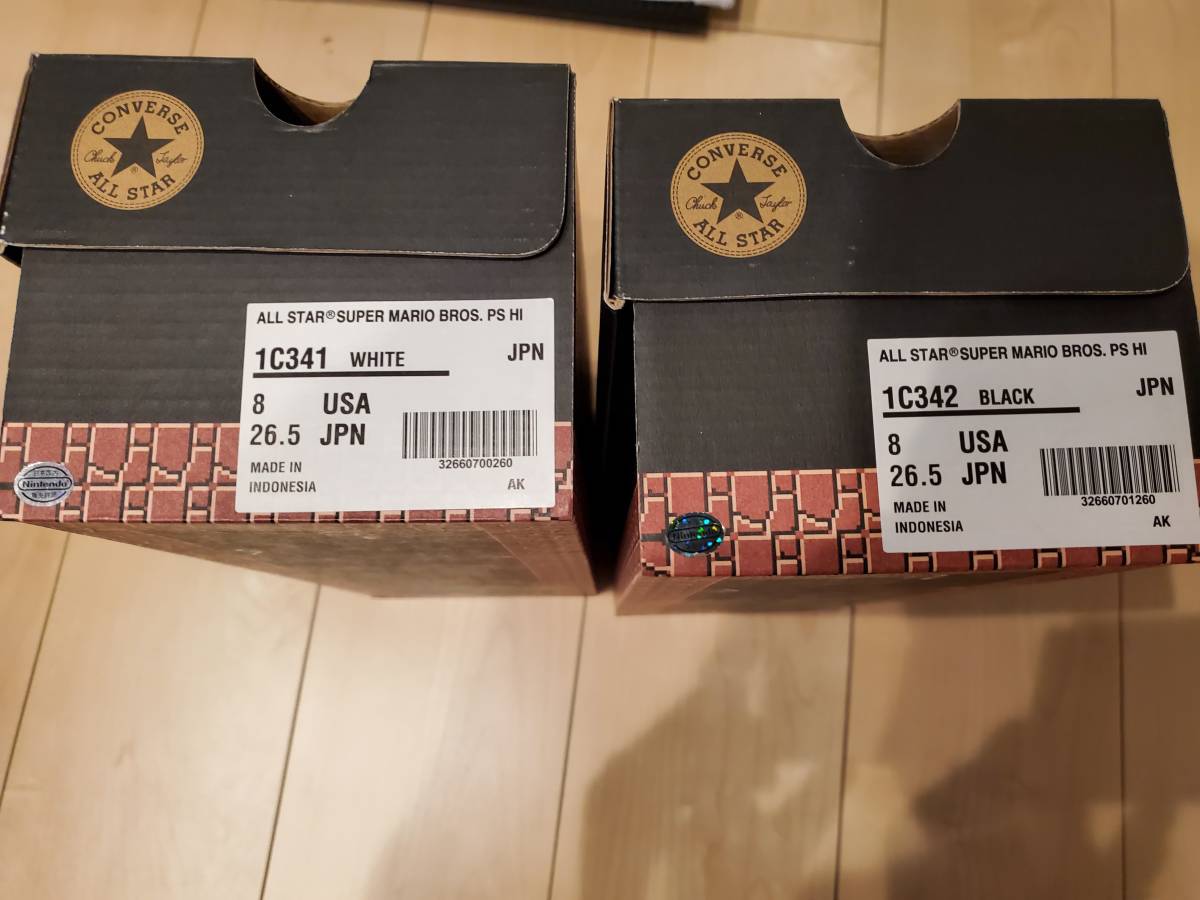 CONVERSE
Chuck Taylor
®
ALL STAR
ALL STAR®SUPER MARIO BROS. PS HI
1C341 WHITE JPN
8 USA
26.5 JPN
32660700260
MADE IN
INDONESIA
AK
Nintendo
CONVERSE
Chuck Taylor
®
ALL STAR
ALL STAR®SUPER MARIO BROS. PS HI
1C342 BLACK JPN
8 USA
26.5 JPN
32660701260
MADE IN
INDONESIA
AK
Nintendo